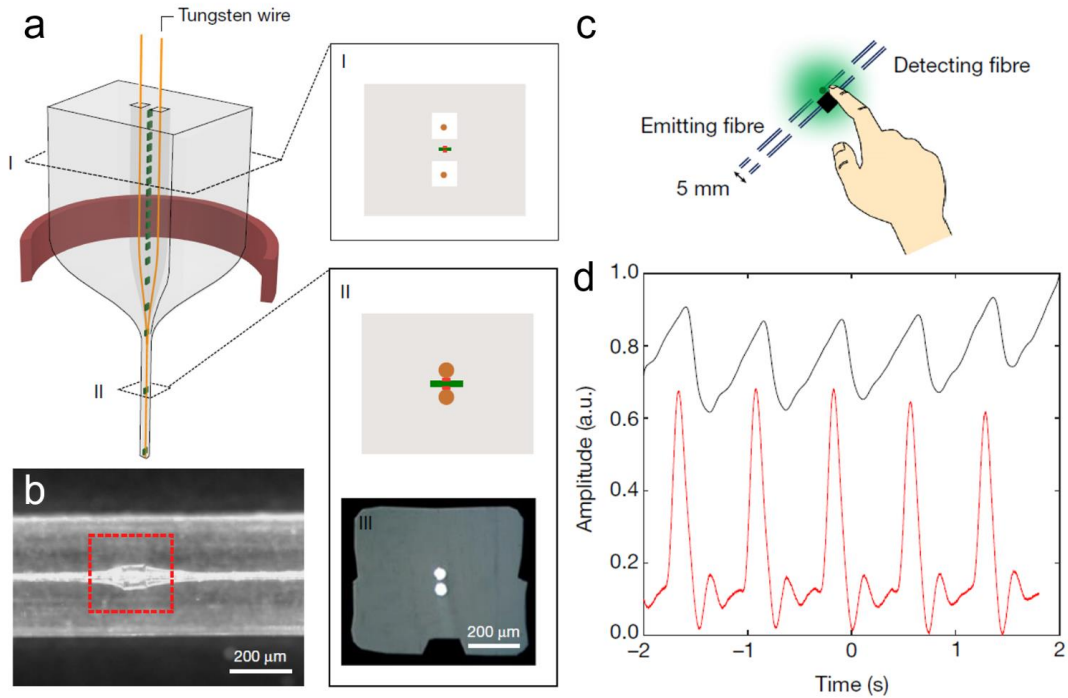 a
Tungsten wire
I
II
I
II
III
200 μm
b
200 μm
c
Detecting fibre
Emitting fibre
5 mm
d
Amplitude (a.u.)
1.0
0.8
0.6
0.4
0.2
0.0
−2
−1
0
1
2
Time (s)